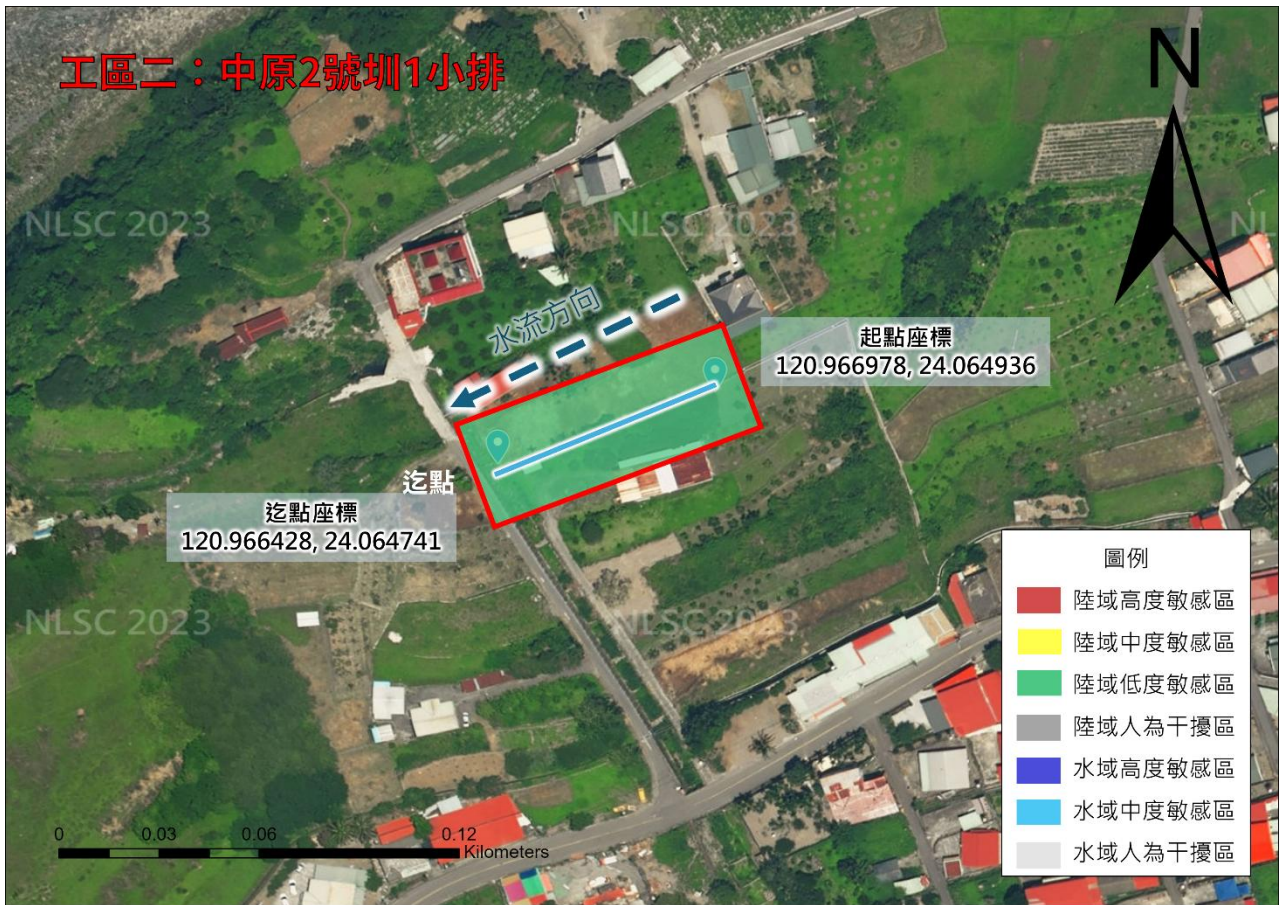 工區二：中原2號圳1小排
N
NLSC 2023
NLSC 2023
NL
水流方向
起點座標
120.966978, 24.064936
迄點
迄點座標
120.966428, 24.064741
NLSC 2023
NLSC 2023
圖例
陸域高度敏感區
陸域中度敏感區
陸域低度敏感區
陸域人為干擾區
水域高度敏感區
水域中度敏感區
水域人為干擾區
0 0.03 0.06 0.12
Kilometers